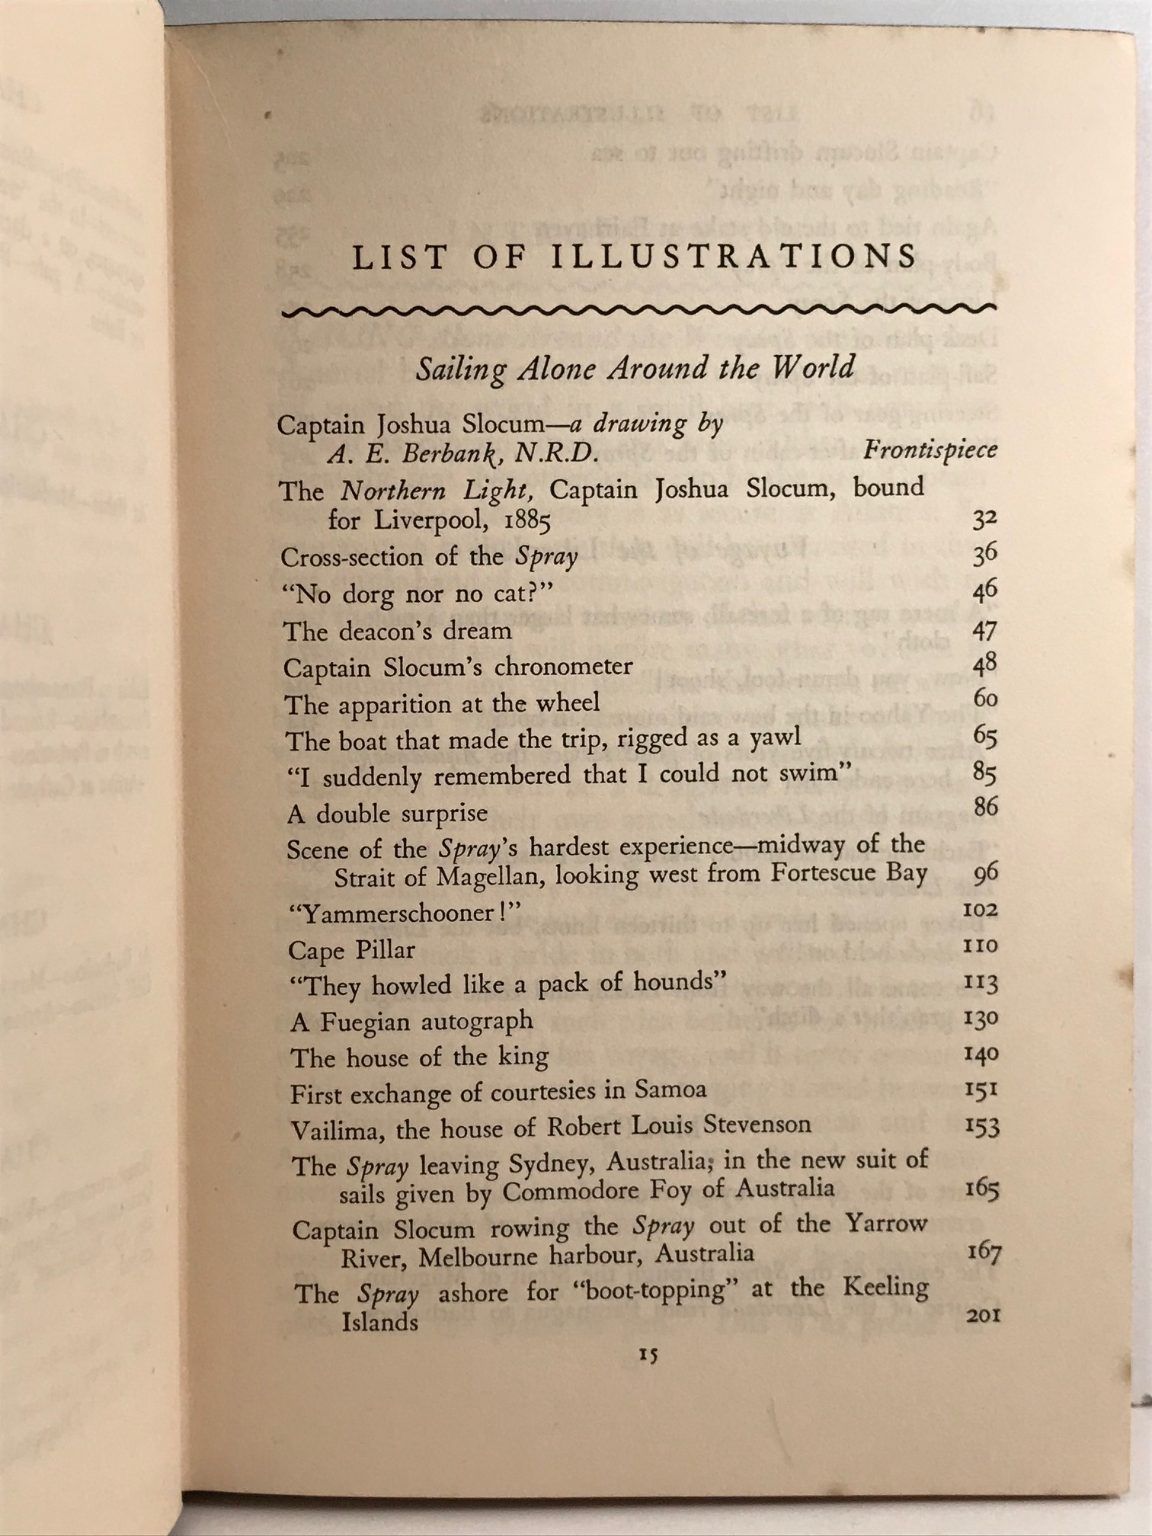 LIST OF ILLUSTRATIONS
Sailing Alone Around the World
Captain Joshua Slocum—a drawing by
A. E. Berbank, N.R.D. Frontispiece
The Northern Light, Captain Joshua Slocum, bound
for Liverpool, 1885 32
Cross-section of the Spray 36
“No dorg nor no cat?” 46
The deacon’s dream 47
Captain Slocum’s chronometer 48
The apparition at the wheel 60
The boat that made the trip, rigged as a yawl 65
“I suddenly remembered that I could not swim” 85
A double surprise 86
Scene of the Spray’s hardest experience—midway of the
Strait of Magellan, looking west from Fortescue Bay 96
“Yammerschooner!” 102
Cape Pillar 110
“They howled like a pack of hounds” 113
A Fuegian autograph 130
The house of the king 140
First exchange of courtesies in Samoa 151
Vailima, the house of Robert Louis Stevenson 153
The Spray leaving Sydney, Australia, in the new suit of
sails given by Commodore Foy of Australia 165
Captain Slocum rowing the Spray out of the Yarrow
River, Melbourne harbour, Australia 167
The Spray ashore for “boot-topping” at the Keeling
Islands 201
15